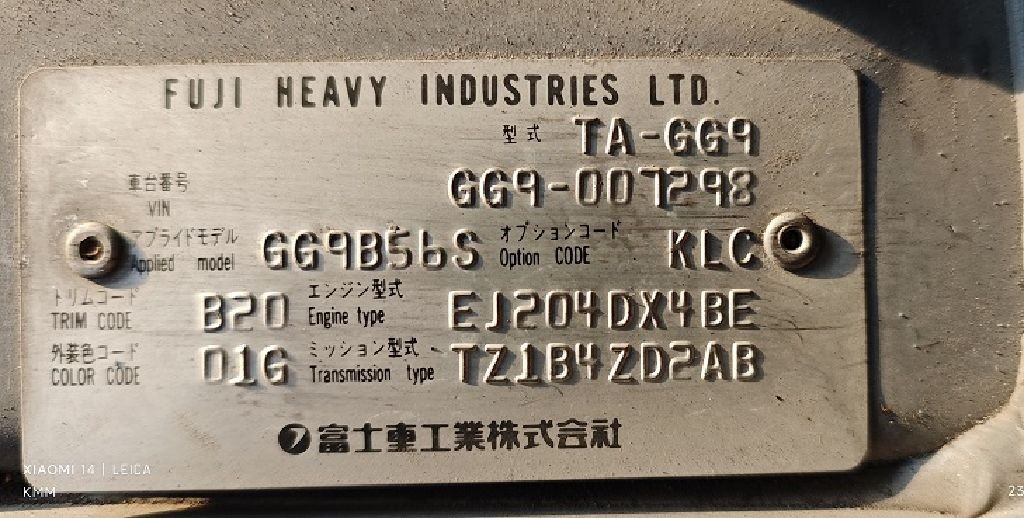 FUJI HEAVY INDUSTRIES LTD.
型式 TA-GG9
車台番号
VIN GG9-007298
アプライドモデル GG9B56S オプションコード KLC
Applied model Option CODE
トリムコード B20 エンジン型式 EJ204DX4BE
TRIM CODE Engine type
外装色コード 01G ミッション型式 TZ1B4ZD2AB
COLOR CODE Transmission type
富士重工業株式会社
XIAOMI 14 | LEICA
KMM
23